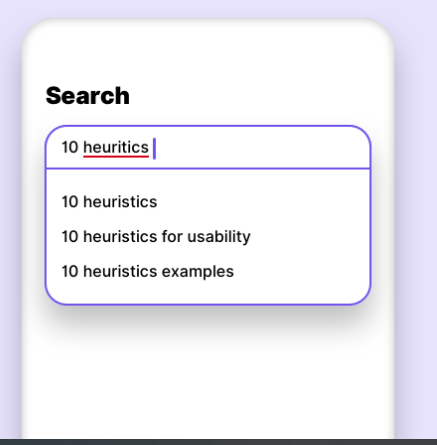 Search
10 heuritics
10 heuristics
10 heuristics for usability
10 heuristics examples